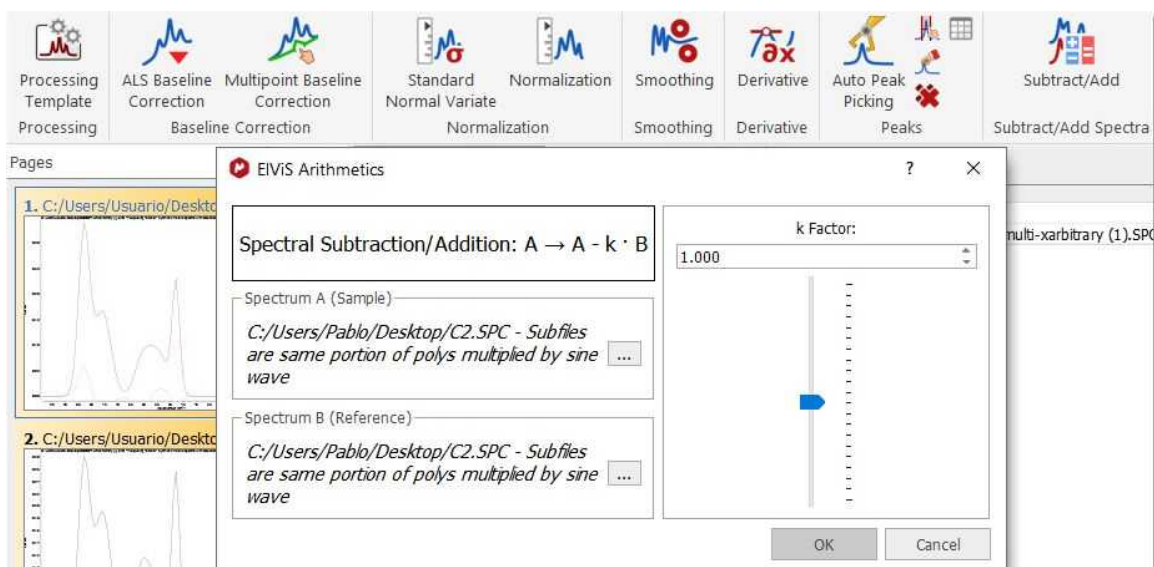 Processing
Template
ALS Baseline
Correction
Multipoint Baseline
Correction
Standard
Normal Variate
Normalization
Smoothing
Derivative
Auto Peak
Picking
Subtract/Add
Processing
Baseline Correction
Normalization
Smoothing
Derivative
Peaks
Subtract/Add Spectra
Pages
ElViS Arithmetics
? ×
1. C:/Users/Usuario/Deskto
multi-xarbitrary (1).SPC
Spectral Subtraction/Addition: A → A - k · B
k Factor:
1.000
Spectrum A (Sample)
C:/Users/Pablo/Desktop/C2.SPC - Subfiles
are same portion of polys multiplied by sine
wave
...
Spectrum B (Reference)
C:/Users/Pablo/Desktop/C2.SPC - Subfiles
are same portion of polys multiplied by sine
wave
...
2. C:/Users/Usuario/Deskto
OK
Cancel